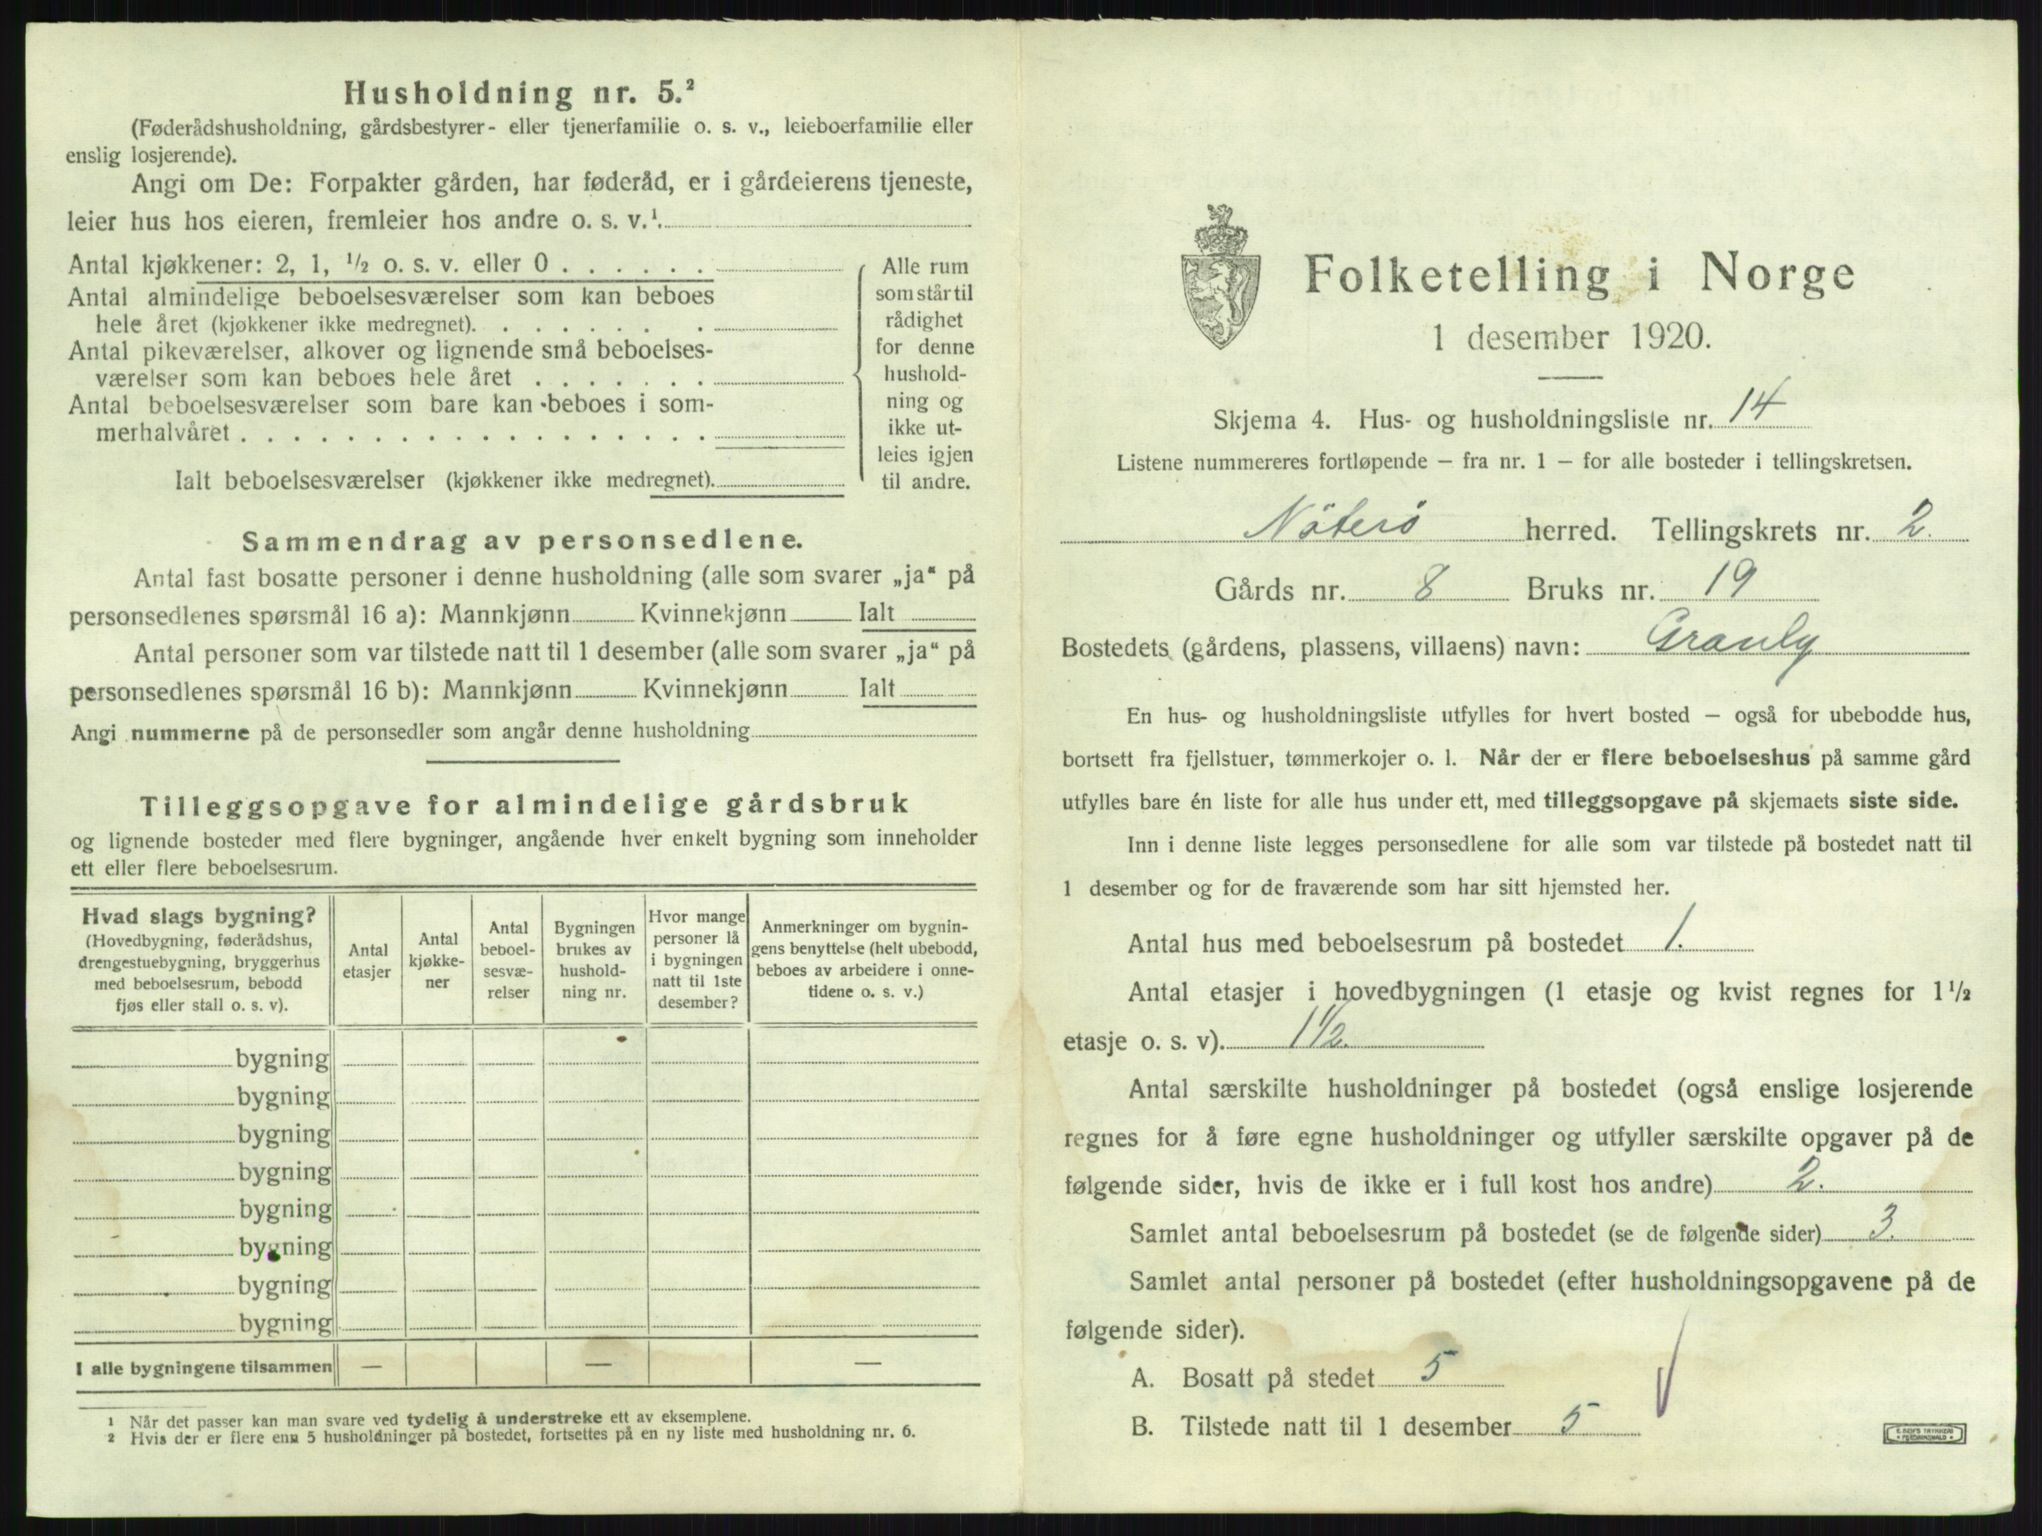 Husholdning nr. 5.²
(Føderådshusholdning, gårdsbestyrer- eller tjenerfamilie o. s. v., leieboerfamilie eller
enslig losjerende).
Angi om De: Forpakter gården, har føderåd, er i gårdeierens tjeneste,
leier hus hos eieren, fremleier hos andre o. s. v.¹.
Antal kjøkkener: 2, 1, ½ o. s. v. eller 0 . . . . . .
Antal almindelige beboelsesværelser som kan beboes
hele året (kjøkkener ikke medregnet). . . . . . . .
Antal pikeværelser, alkover og lignende små beboelses-
værelser som kan beboes hele året . . . . . . .
Antal beboelsesværelser som bare kan beboes i som-
merhalvåret . . . . . . . . . . . . . . . . . .
Ialt beboelsesværelser (kjøkkener ikke medregnet).
Alle rum
som står til
rådighet
for denne
hushold-
ning og
ikke ut-
leies igjen
til andre.
Sammendrag av personsedlene.
Antal fast bosatte personer i denne husholdning (alle som svarer „ja“ på
personsedlenes spørsmål 16 a): Mannkjønn Kvinnekjønn Ialt
Antal personer som var tilstede natt til 1 desember (alle som svarer „ja“ på
personsedlenes spørsmål 16 b): Mannkjønn Kvinnekjønn Ialt
Angi nummerne på de personsedler som angår denne husholdning
Tilleggsopgave for almindelige gårdsbruk
og lignende bosteder med flere bygninger, angående hver enkelt bygning som inneholder
ett eller flere beboelsesrum.
Hvad slags bygning?
(Hovedbygning, føderådshus,
drengestuebygning, bryggerhus
med beboelsesrum, bebodd
fjøs eller stall o. s. v).
Antal
etasjer
Antal
kjøkke-
ner
Antal
beboel-
sesvæ-
relser
Bygningen
brukes av
hushold-
ning nr.
Hvor mange
personer lå
i bygningen
natt til 1ste
desember?
Anmerkninger om bygnin-
gens benyttelse (helt ubebodd,
beboes av arbeidere i onne-
tidene o. s. v.)
bygning
bygning
bygning
bygning
bygning
bygning
bygning
bygning
I alle bygningene tilsammen — — —
1 Når det passer kan man svare ved tydelig å understreke ett av eksemplene.
2 Hvis der er flere enn 5 husholdninger på bostedet, fortsettes på en ny liste med husholdning nr. 6.
Folketelling i Norge
1 desember 1920.
Skjema 4. Hus- og husholdningsliste nr. 14
Listene nummereres fortløpende — fra nr. 1 — for alle bosteder i tellingskretsen.
Nöterö herred. Tellingskrets nr. 2.
Gårds nr. 8 Bruks nr. 19
Bostedets (gårdens, plassens, villaens) navn: Granly
En hus- og husholdningsliste utfylles for hvert bosted — også for ubebodde hus,
bortsett fra fjellstuer, tømmerkojer o. l. Når der er flere beboelseshus på samme gård
utfylles bare én liste for alle hus under ett, med tilleggsopgave på skjemaets siste side.
Inn i denne liste legges personsedlene for alle som var tilstede på bostedet natt til
1 desember og for de fraværende som har sitt hjemsted her.
Antal hus med beboelsesrum på bostedet 1.
Antal etasjer i hovedbygningen (1 etasje og kvist regnes for 1½
etasje o. s. v). 1½.
Antal særskilte husholdninger på bostedet (også enslige losjerende
regnes for å føre egne husholdninger og utfyller særskilte opgaver på de
følgende sider, hvis de ikke er i full kost hos andre) 2.
Samlet antal beboelsesrum på bostedet (se de følgende sider) 3.
Samlet antal personer på bostedet (efter husholdningsopgavene på de
følgende sider).
A. Bosatt på stedet 5
B. Tilstede natt til 1 desember 5